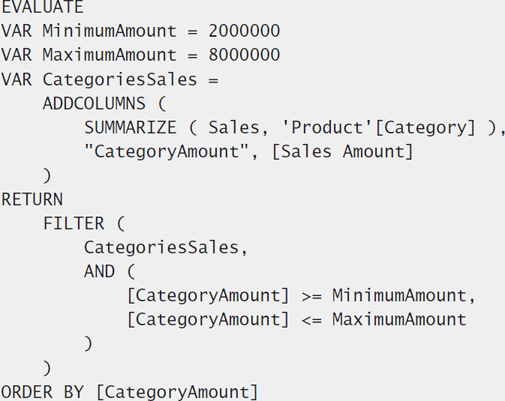 EVALUATE
VAR MinimumAmount = 2000000
VAR MaximumAmount = 8000000
VAR CategoriesSales =
    ADDCOLUMNS (
        SUMMARIZE ( Sales, 'Product'[Category] ),
        "CategoryAmount", [Sales Amount]
    )
RETURN
    FILTER (
        CategoriesSales,
        AND (
            [CategoryAmount] >= MinimumAmount,
            [CategoryAmount] <= MaximumAmount
        )
    )
ORDER BY [CategoryAmount]